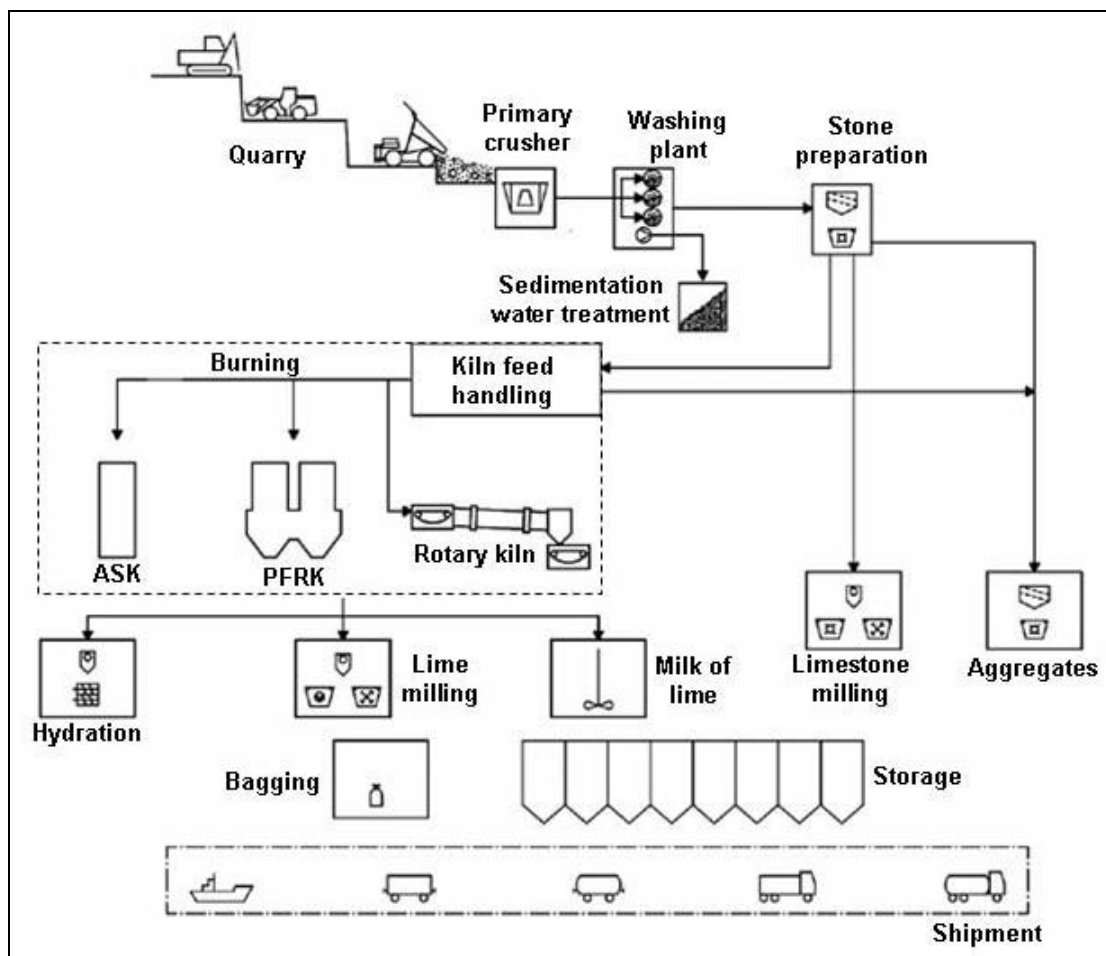 Quarry
Primary
crusher
Washing
plant
Stone
preparation
Sedimentation
water treatment
Burning
Kiln feed
handling
ASK
PFRK
Rotary kiln
Hydration
Lime
milling
Milk of
lime
Limestone
milling
Aggregates
Bagging
Storage
Shipment